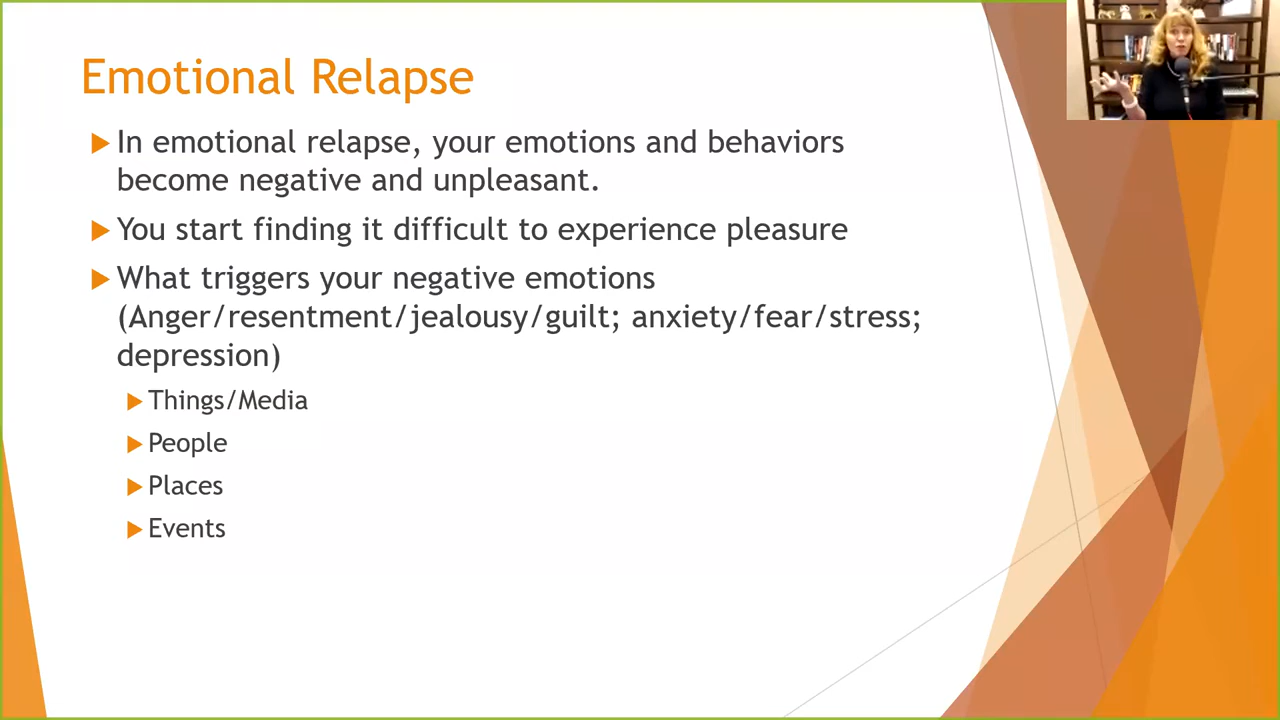 Emotional Relapse
In emotional relapse, your emotions and behaviors
become negative and unpleasant.
You start finding it difficult to experience pleasure
What triggers your negative emotions
(Anger/resentment/jealousy/guilt; anxiety/fear/stress;
depression)
Things/Media
People
Places
Events